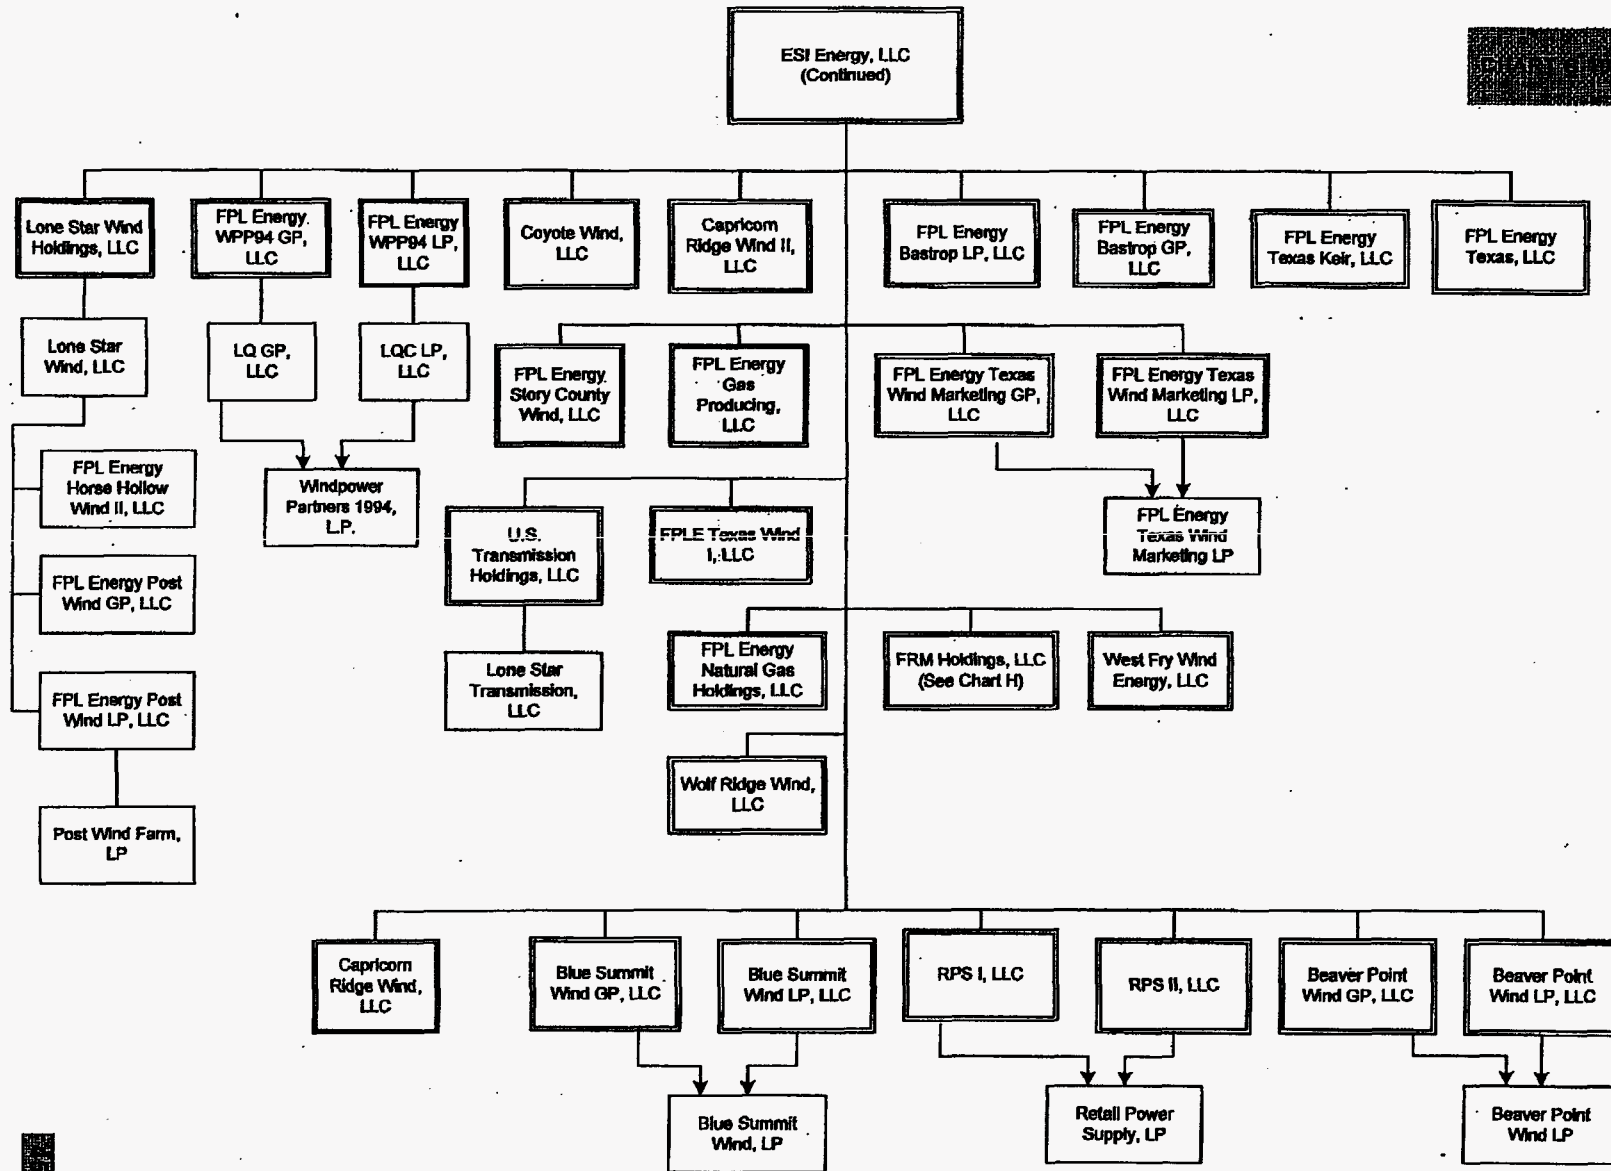 ESI Energy, LLC
(Continued)
Lone Star Wind
Holdings, LLC
FPL Energy
WPP94 GP,
LLC
FPL Energy
WPP94 LP,
LLC
Coyote Wind,
LLC
Capricorn
Ridge Wind II,
LLC
FPL Energy
Bastrop LP, LLC
FPL Energy
Bastrop GP,
LLC
FPL Energy
Texas Keir, LLC
FPL Energy
Texas, LLC
Lone Star
Wind, LLC
LQ GP,
LLC
LQC LP,
LLC
FPL Energy
Story County
Wind, LLC
FPL Energy
Gas
Producing,
LLC
FPL Energy Texas
Wind Marketing GP,
LLC
FPL Energy Texas
Wind Marketing LP,
LLC
FPL Energy
Horse Hollow
Wind II, LLC
Windpower
Partners 1994,
L.P.
FPL Energy
Texas Wind
Marketing LP
U.S.
Transmission
Holdings, LLC
FPLE Texas Wind
I, LLC
FPL Energy Post
Wind GP, LLC
Lone Star
Transmission,
LLC
FPL Energy
Natural Gas
Holdings, LLC
FRM Holdings, LLC
(See Chart H)
West Fry Wind
Energy, LLC
FPL Energy Post
Wind LP, LLC
Wolf Ridge Wind,
LLC
Post Wind Farm,
LP
Capricorn
Ridge Wind,
LLC
Blue Summit
Wind GP, LLC
Blue Summit
Wind LP, LLC
RPS I, LLC
RPS II, LLC
Beaver Point
Wind GP, LLC
Beaver Point
Wind LP, LLC
Blue Summit
Wind, LP
Retail Power
Supply, LP
Beaver Point
Wind LP